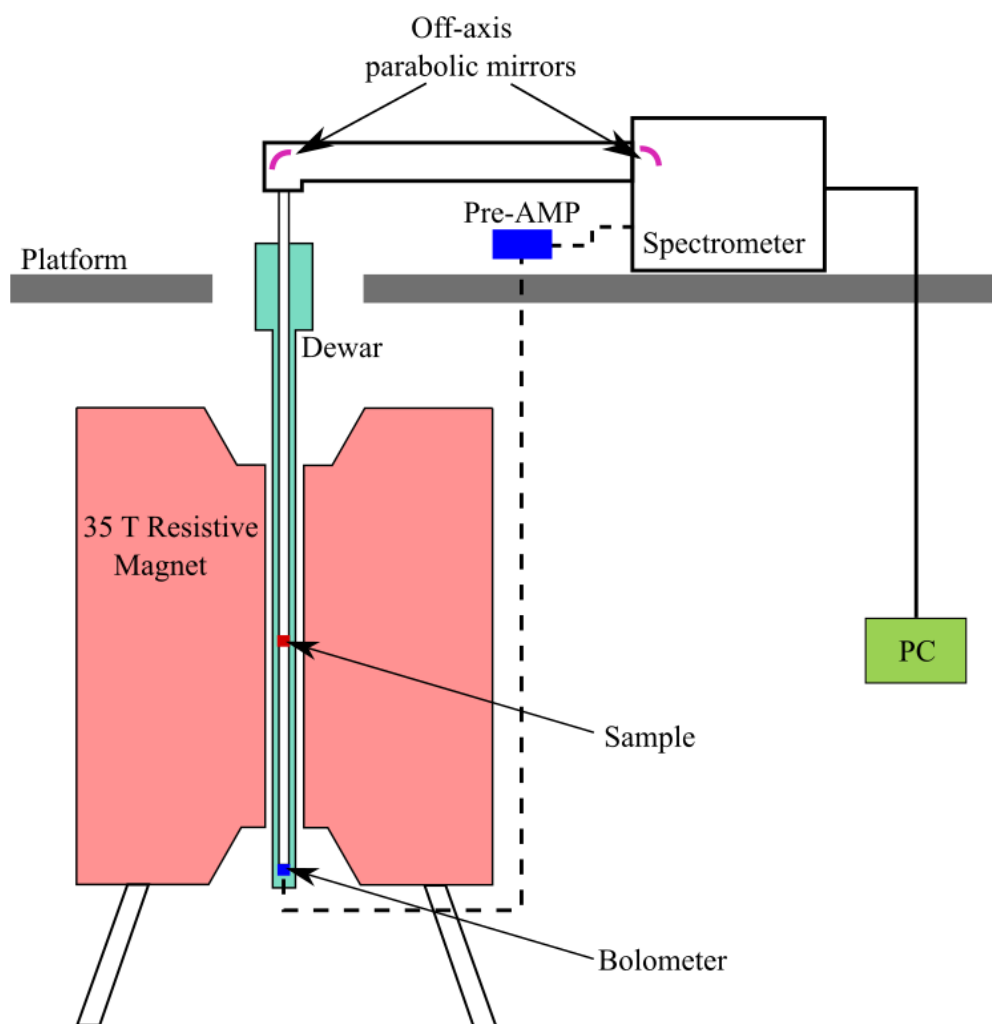 Off-axis
parabolic mirrors
Pre-AMP
Spectrometer
Platform
Dewar
35 T Resistive
Magnet
PC
Sample
Bolometer